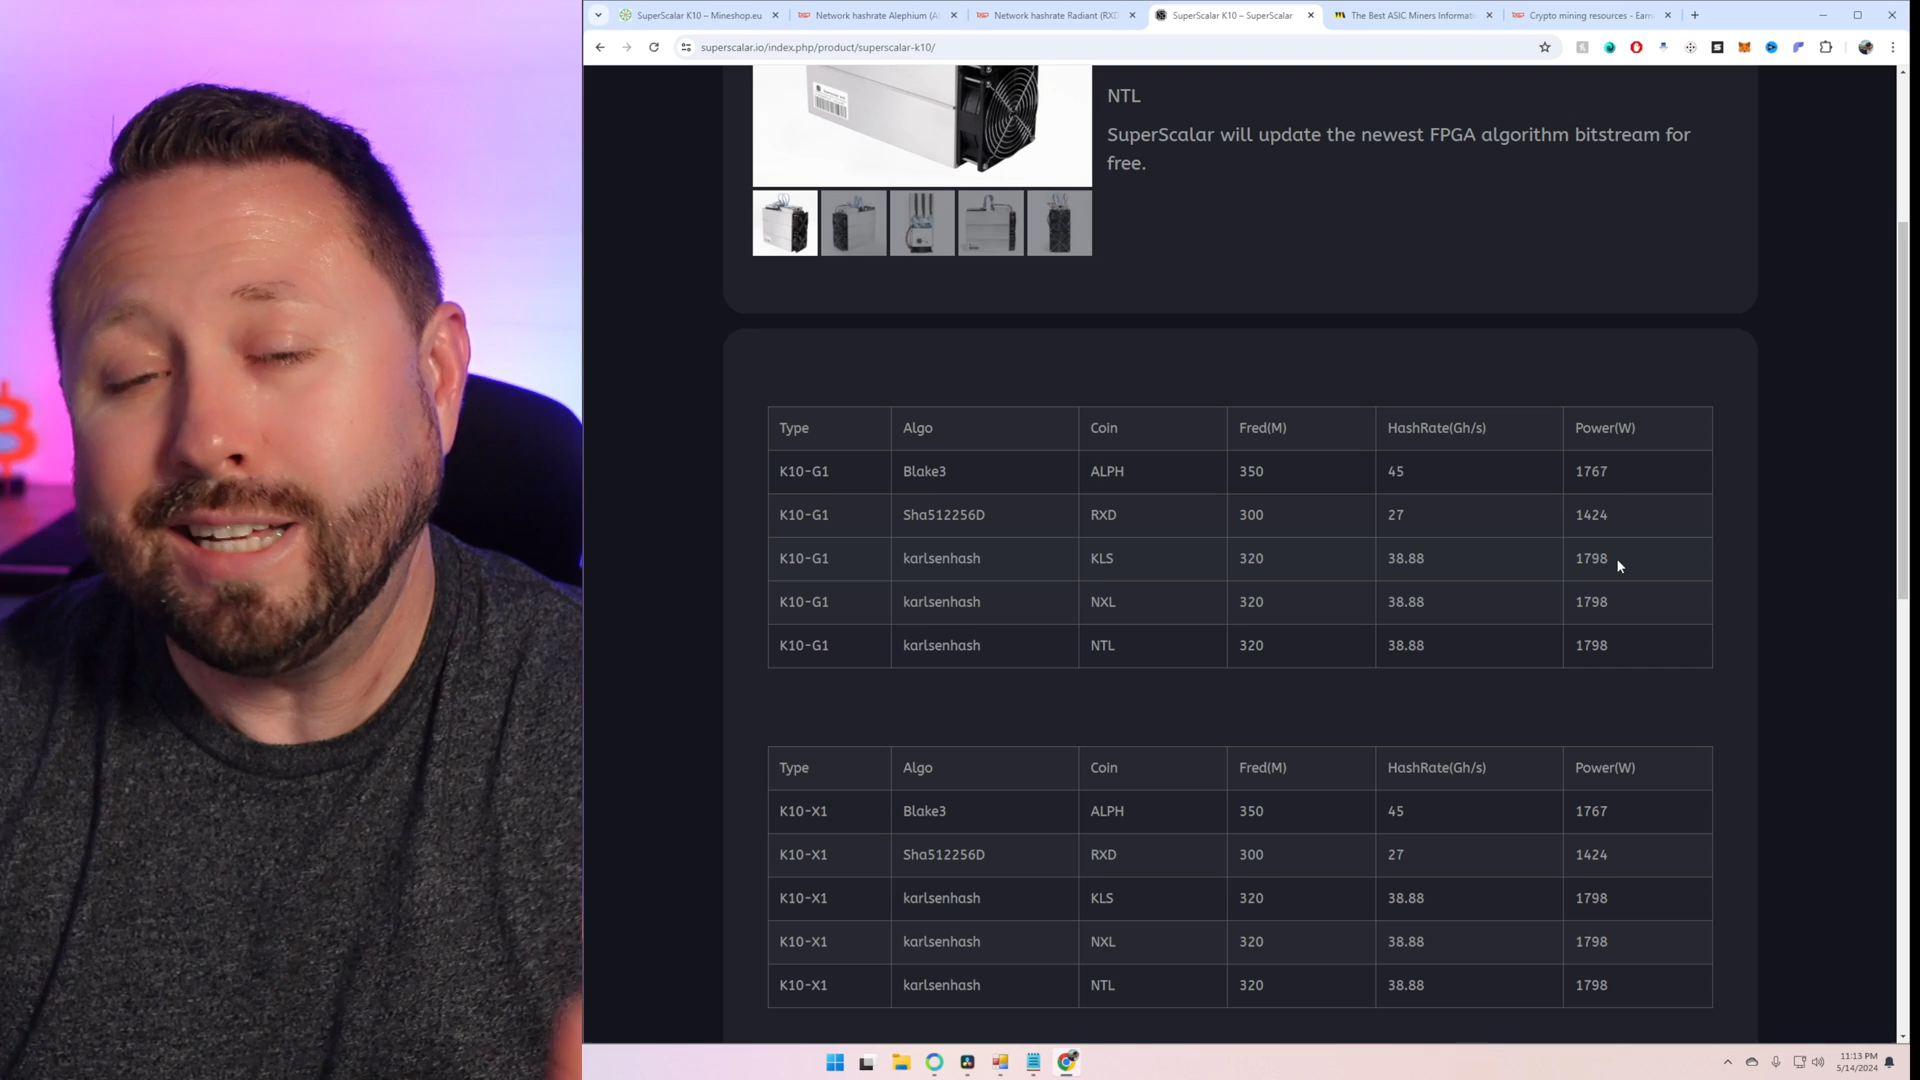 SuperScalar K10 – Mineshop.eu
Network hashrate Alephium (AL
Network hashrate Radiant (RXD
SuperScalar K10 – SuperScalar
The Best ASIC Miners Informati
Crypto mining resources - Earn
superscalar.io/index.php/product/superscalar-k10/
NTL
SuperScalar will update the newest FPGA algorithm bitstream for
free.
Type Algo Coin Fred(M) HashRate(Gh/s) Power(W)
K10-G1 Blake3 ALPH 350 45 1767
K10-G1 Sha512256D RXD 300 27 1424
K10-G1 karlsenhash KLS 320 38.88 1798
K10-G1 karlsenhash NXL 320 38.88 1798
K10-G1 karlsenhash NTL 320 38.88 1798
Type Algo Coin Fred(M) HashRate(Gh/s) Power(W)
K10-X1 Blake3 ALPH 350 45 1767
K10-X1 Sha512256D RXD 300 27 1424
K10-X1 karlsenhash KLS 320 38.88 1798
K10-X1 karlsenhash NXL 320 38.88 1798
K10-X1 karlsenhash NTL 320 38.88 1798
11:13 PM
5/14/2024